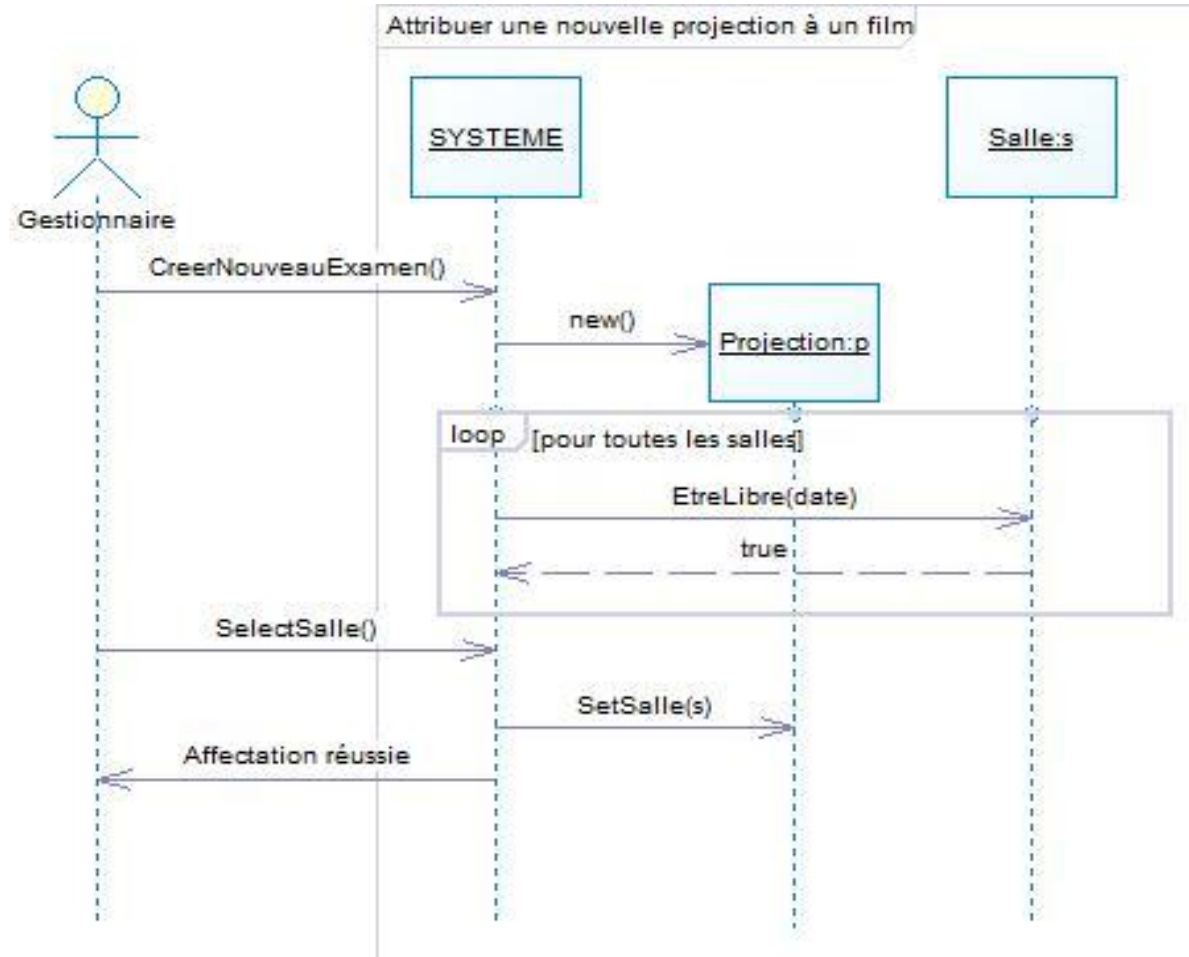 Attribuer une nouvelle projection à un film
SYSTEME
Salle:s
Gestionnaire
CreerNouveauExamen()
new()
Projection:p
loop
[pour toutes les salles]
EtreLibre(date)
true
SelectSalle()
SetSalle(s)
Affectation réussie